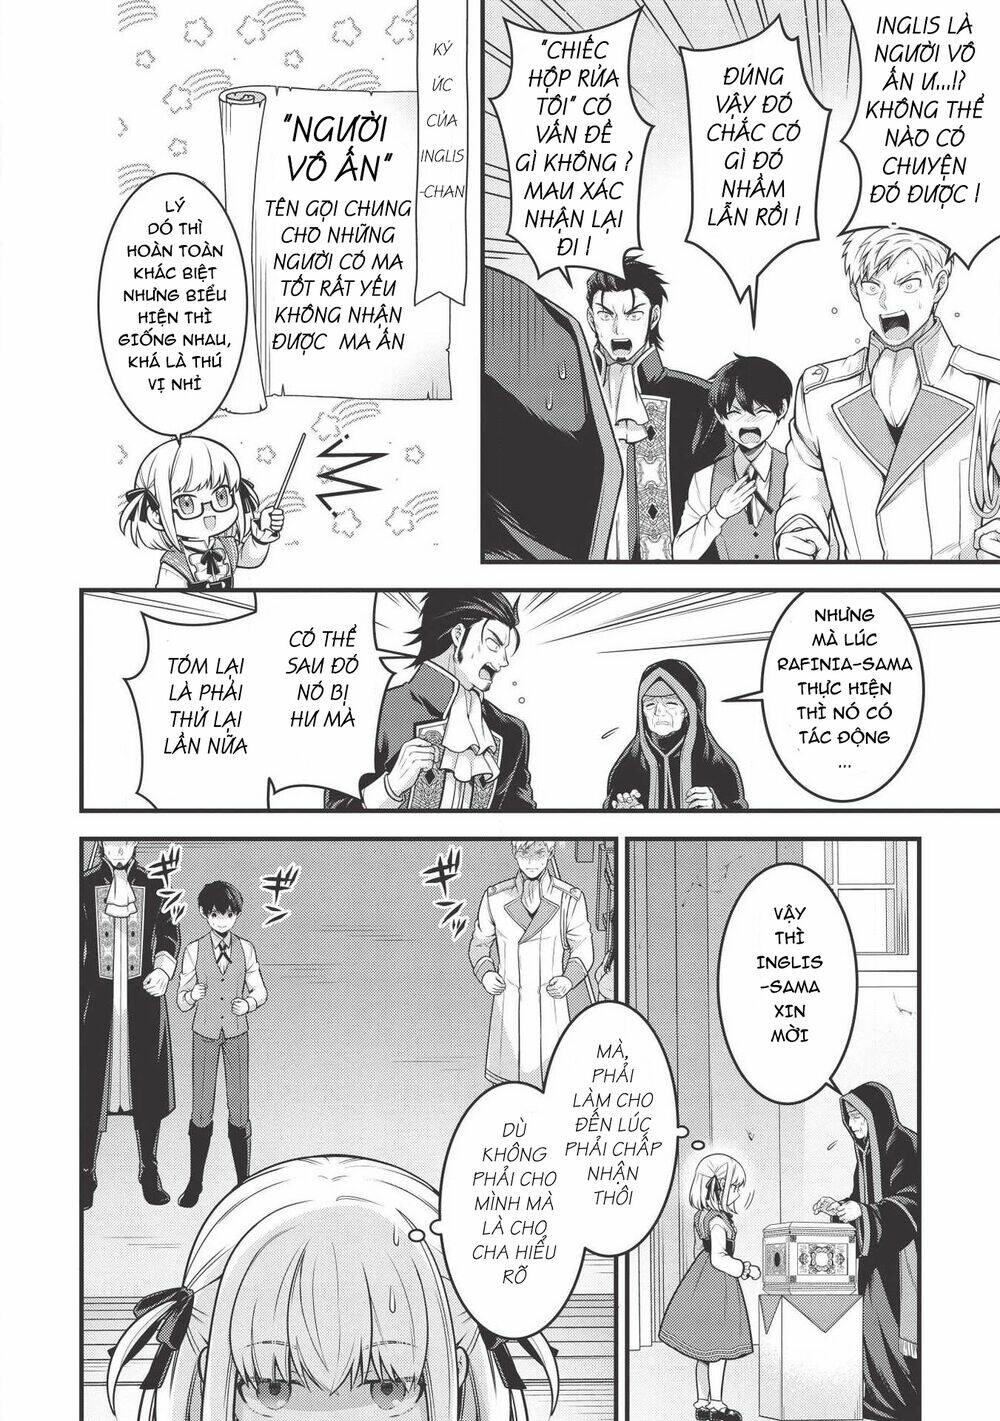 INGLIS LÀ
NGƯỜI VÔ
ẤN Ư...!?
KHÔNG THỂ
NÀO CÓ
CHUYỆN
ĐÓ ĐƯỢC !
ĐÚNG
VẬY ĐÓ
CHẮC CÓ
GÌ ĐÓ
NHẦM
LẪN RỒI !
"CHIẾC
HỘP RỬA
TỘI" CÓ
VẤN ĐỀ
GÌ KHÔNG ?
MAU XÁC
NHẬN LẠI
ĐI !
KÝ
ỨC
CỦA
INGLIS
-CHAN
"NGƯỜI
VÔ ẤN"
TÊN GỌI CHUNG
CHO NHỮNG
NGƯỜI CÓ MA
TỐT RẤT YẾU
KHÔNG NHẬN
ĐƯỢC MA ẤN
LÝ
DÓ THÌ
HOÀN TOÀN
KHÁC BIỆT
NHƯNG BIỂU
HIỆN THÌ
GIỐNG NHAU,
KHÁ LÀ THÚ
VỊ NHỈ
NHƯNG
MÀ LÚC
RAFINIA-SAMA
THỰC HIỆN
THÌ NÓ CÓ
TÁC ĐỘNG
...
CÓ THỂ
SAU ĐÓ
NÓ BỊ
HƯ MÀ
TÓM LẠI
LÀ PHẢI
THỬ LẠI
LẦN NỮA
VẬY
THÌ
INGLIS
-SAMA
XIN
MỜI
MÀ,
PHẢI
LÀM CHO
ĐẾN LÚC
PHẢI CHẤP
NHẬN
THÔI
DÙ
KHÔNG
PHẢI CHO
MÌNH MÀ
LÀ CHO
CHA HIỂU
RÕ